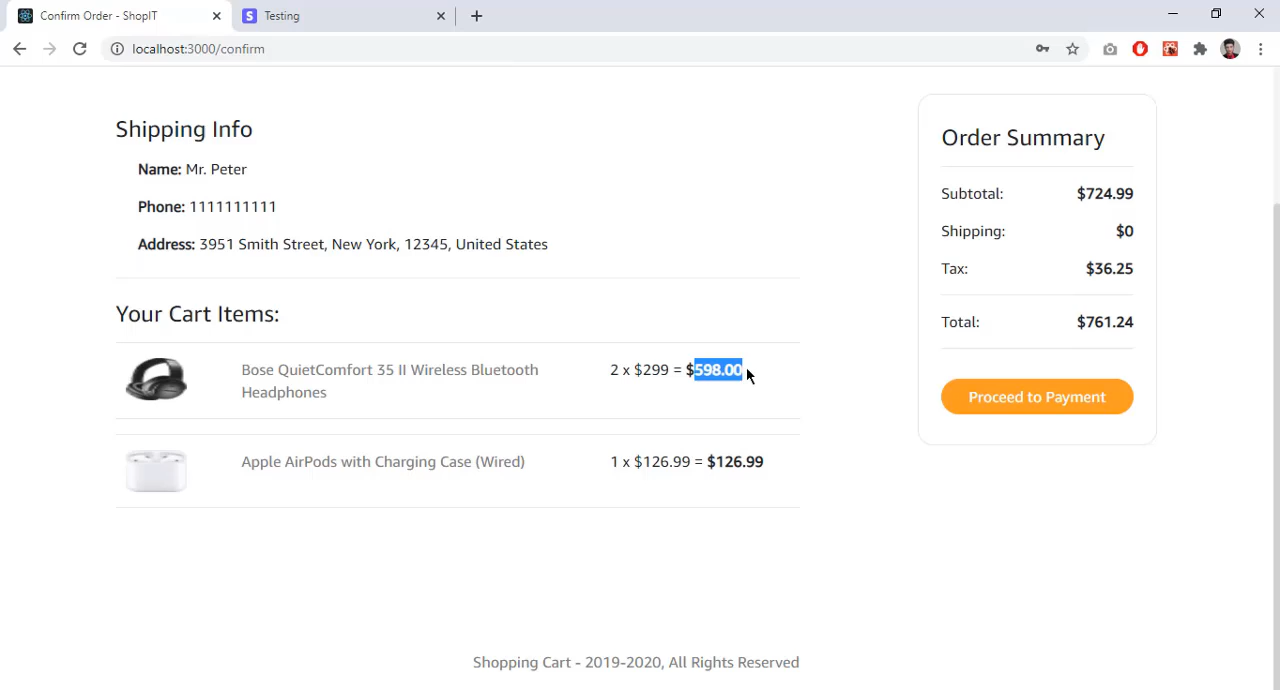 Confirm Order - ShopIT
S Testing
localhost:3000/confirm
Shipping Info
Name: Mr. Peter
Phone: 1111111111
Address: 3951 Smith Street, New York, 12345, United States
Your Cart Items:
Bose QuietComfort 35 II Wireless Bluetooth
Headphones
2 x $299 = $598.00
Apple AirPods with Charging Case (Wired)
1 x $126.99 = $126.99
Order Summary
Subtotal: $724.99
Shipping: $0
Tax: $36.25
Total: $761.24
Proceed to Payment
Shopping Cart - 2019-2020, All Rights Reserved